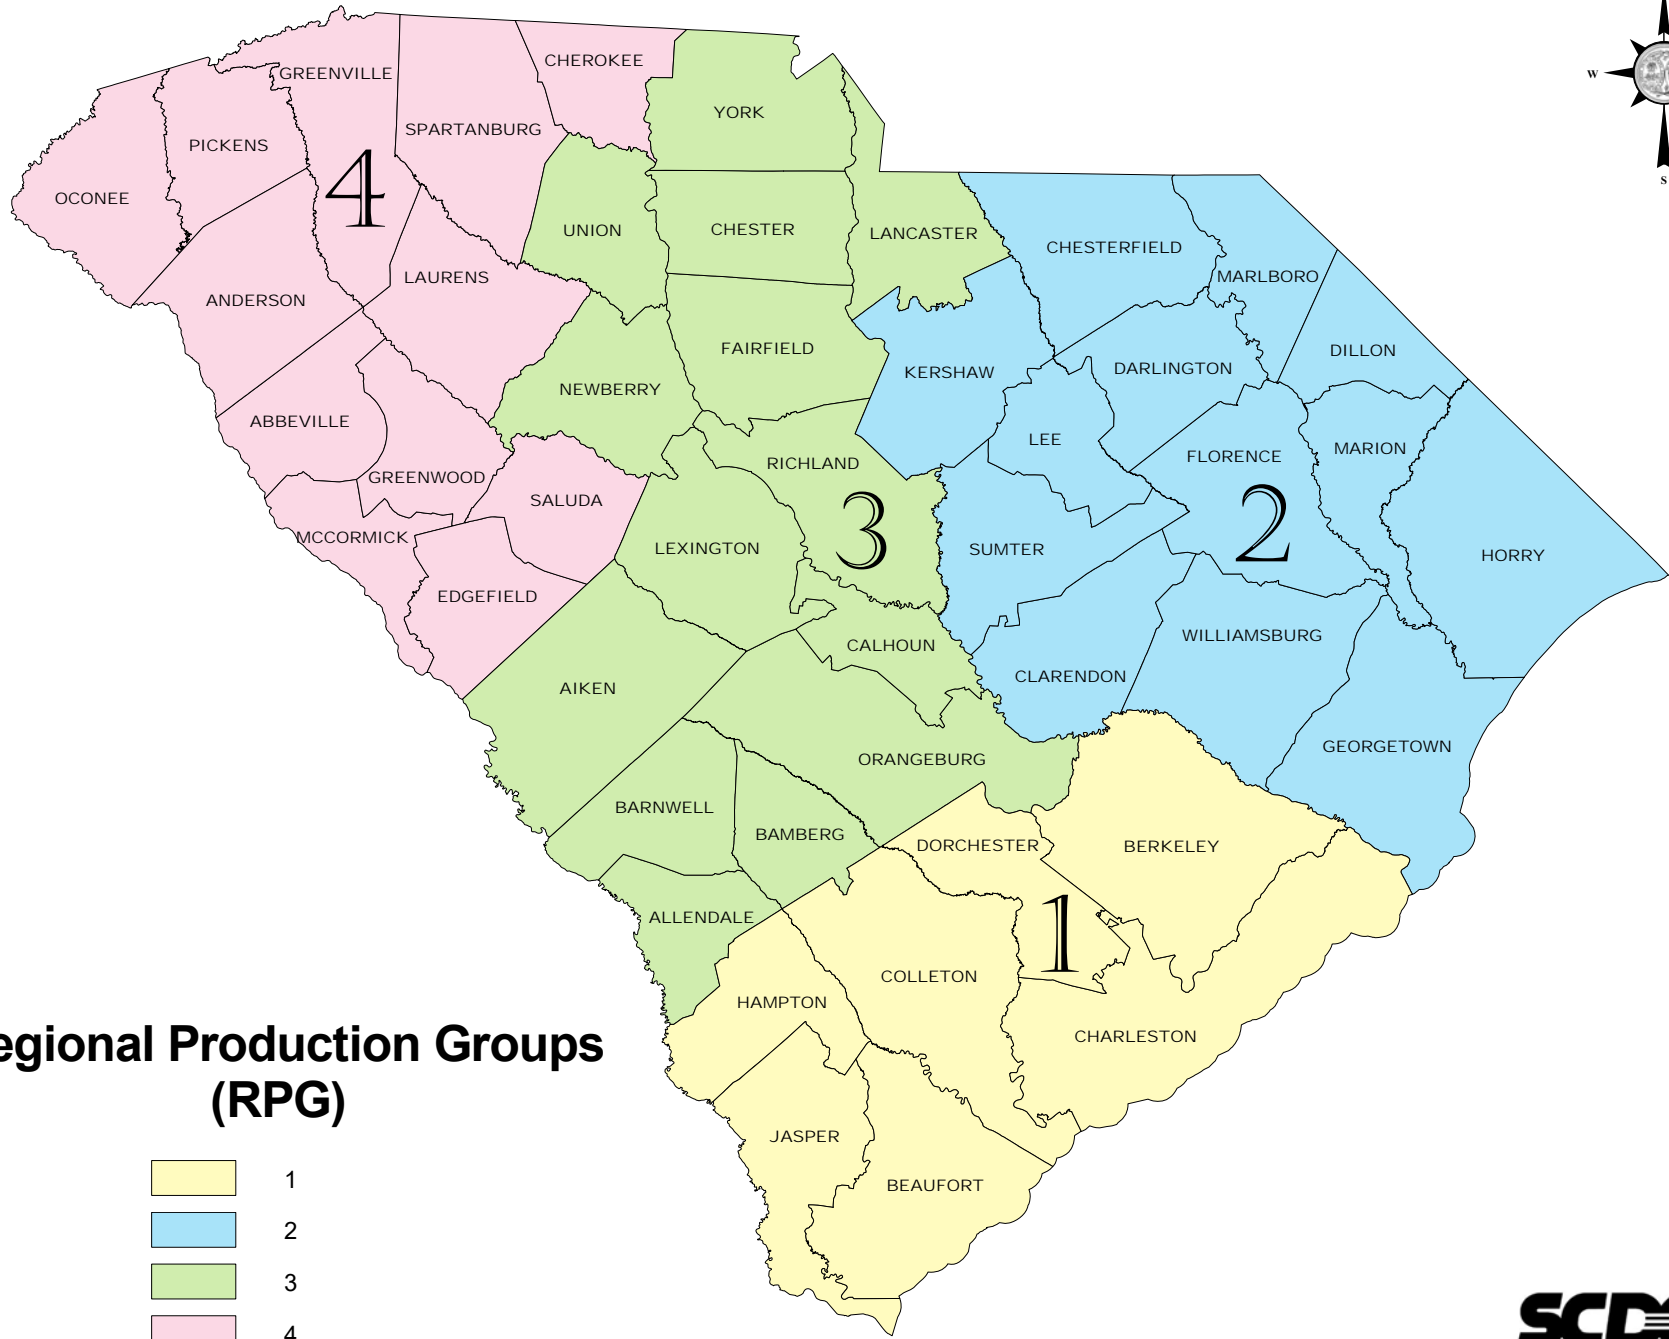 CHEROKEE
GREENVILLE
YORK
SPARTANBURG
PICKENS
4
OCONEE
UNION
CHESTER
LANCASTER
CHESTERFIELD
LAURENS
MARLBORO
ANDERSON
FAIRFIELD
DILLON
KERSHAW
DARLINGTON
NEWBERRY
ABBEVILLE
LEE
MARION
FLORENCE
RICHLAND
GREENWOOD
SALUDA
3
2
MCCORMICK
LEXINGTON
SUMTER
HORRY
EDGEFIELD
WILLIAMSBURG
CALHOUN
CLARENDON
AIKEN
GEORGETOWN
ORANGEBURG
BARNWELL
BAMBERG
DORCHESTER
BERKELEY
ALLENDALE
1
COLLETON
HAMPTON
CHARLESTON
JASPER
BEAUFORT
W
S
egional Production Groups
(RPG)
1
2
3
4
SCD